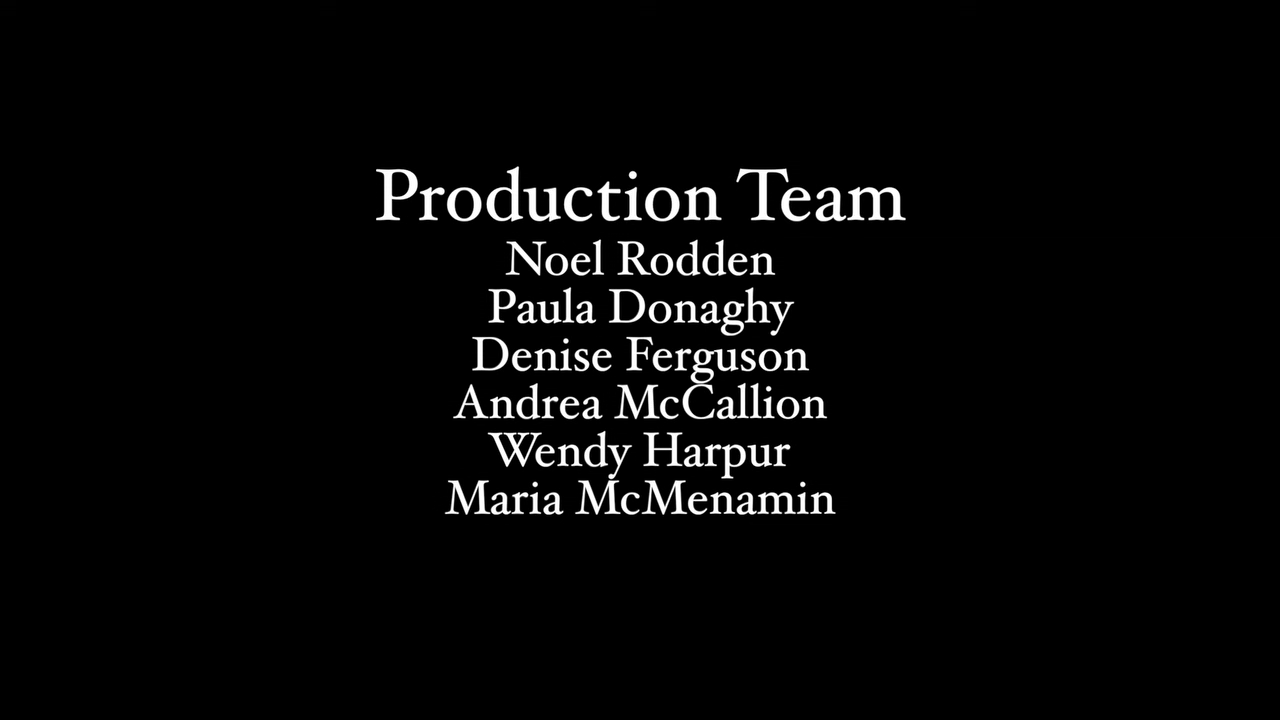 Production Team
Noel Rodden
Paula Donaghy
Denise Ferguson
Andrea McCallion
Wendy Harpur
Maria McMenamin